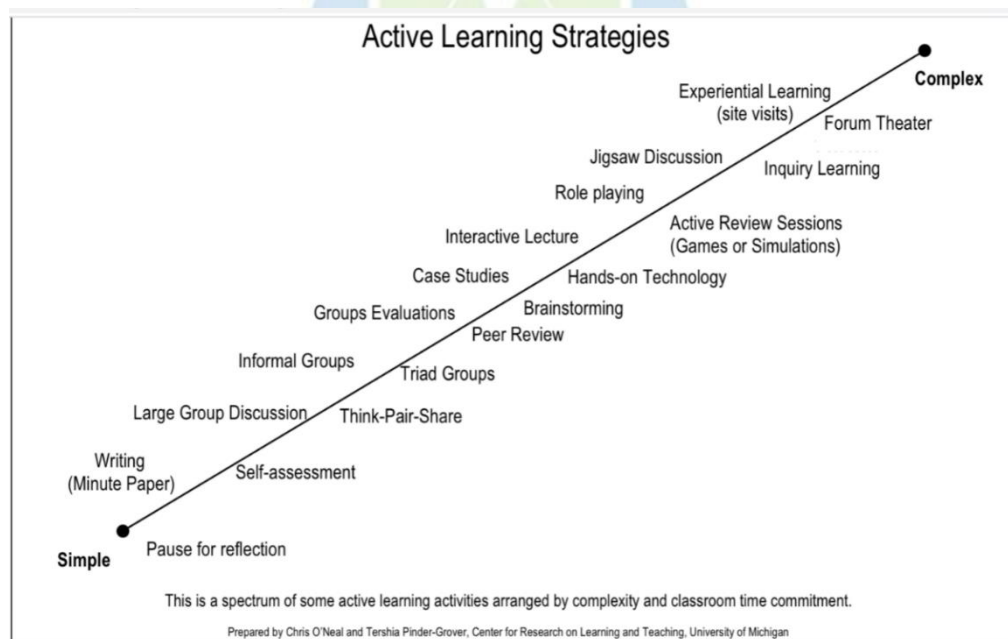 Active Learning Strategies
Complex
Experiential Learning
(site visits)
Forum Theater
Jigsaw Discussion
Inquiry Learning
Role playing
Active Review Sessions
(Games or Simulations)
Interactive Lecture
Case Studies
Hands-on Technology
Groups Evaluations
Brainstorming
Peer Review
Informal Groups
Triad Groups
Large Group Discussion
Think-Pair-Share
Writing
(Minute Paper)
Self-assessment
Simple
Pause for reflection
This is a spectrum of some active learning activities arranged by complexity and classroom time commitment.
Prepared by Chris O'Neal and Tershia Pinder-Grover, Center for Research on Learning and Teaching, University of Michigan